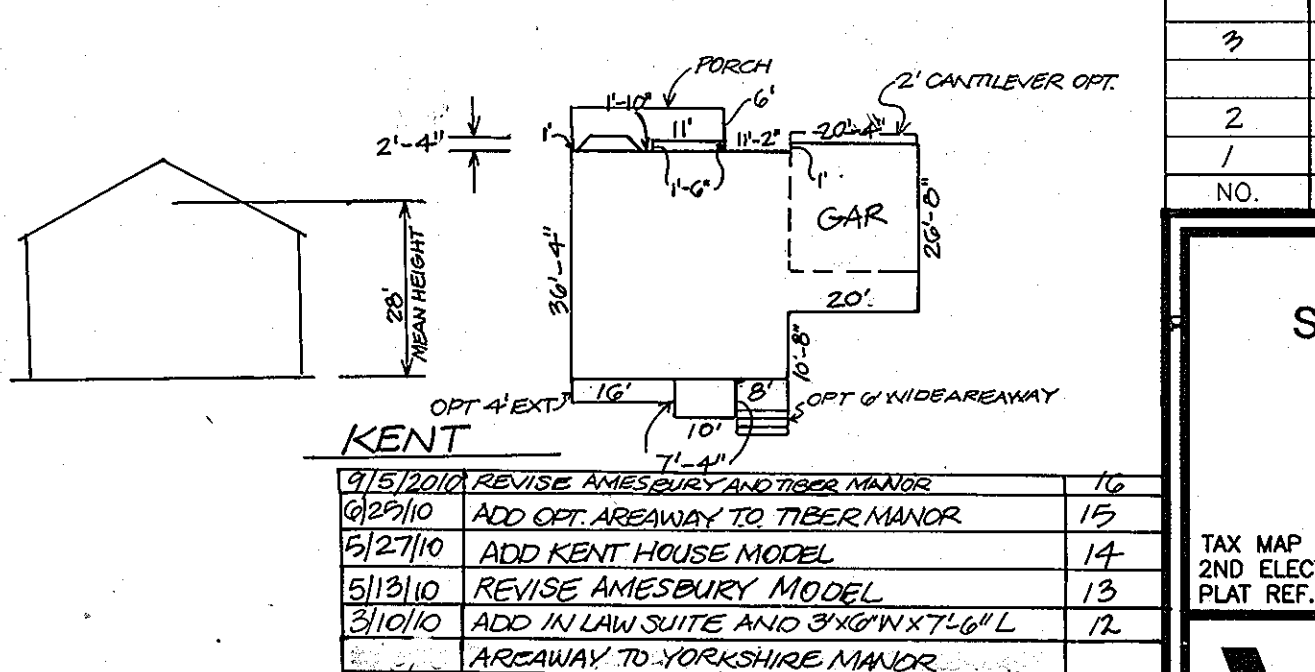 PORCH
2' CANTILEVER OPT.
1'-10"
6'
2'-4"
1'
11'
11'-2"
20'-4"
1'-6"
1'
GAR
26'-8"
36'-4"
28'
MEAN HEIGHT
20'
10'-8"
16'
8'
OPT 4' EXT
OPT 6' WIDE AREAWAY
10'
7'-4"
KENT
9/5/2010 REVISE AMESBURY AND TIBER MANOR 16
6/25/10 ADD OPT. AREAWAY TO TIBER MANOR 15
5/27/10 ADD KENT HOUSE MODEL 14
5/13/10 REVISE AMESBURY MODEL 13
3/10/10 ADD IN LAW SUITE AND 3'X6"W X 7'-6" L 12
AREAWAY TO YORKSHIRE MANOR
3
2
1
NO.
S
TAX MAP
2ND ELECT
PLAT REF.